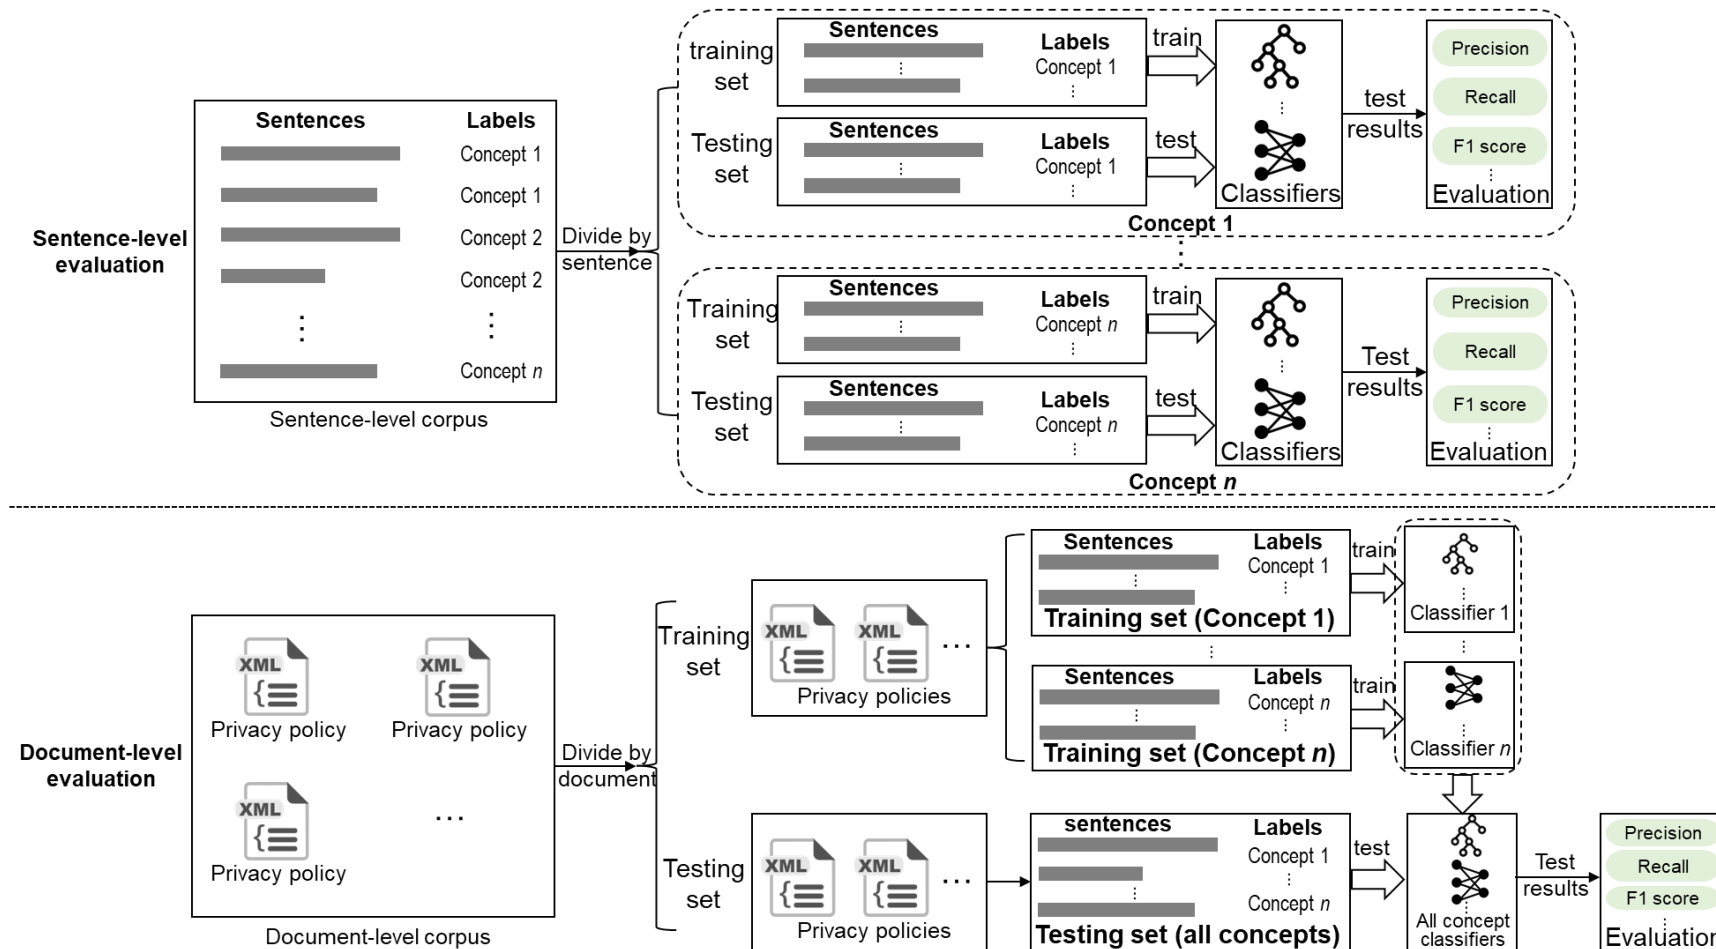 Sentence-level
evaluation
Sentences Labels
Concept 1
Concept 1
Concept 2
Concept 2
Concept n
Sentence-level corpus
Divide by
sentence
training
set
Sentences
Labels
Concept 1
train
Testing
set
Sentences
Labels
Concept 1
test
Classifiers
test
results
Precision
Recall
F1 score
Evaluation
Concept 1
Training
set
Sentences
Labels
Concept n
train
Testing
set
Sentences
Labels
Concept n
test
Classifiers
Test
results
Precision
Recall
F1 score
Evaluation
Concept n
Document-level
evaluation
XML
Privacy policy
XML
Privacy policy
XML
Privacy policy
...
Document-level corpus
Divide by
document
Training
set
XML
XML
...
Privacy policies
Sentences Labels
Concept 1
Training set (Concept 1)
train
Classifier 1
Sentences Labels
Concept n
Training set (Concept n)
train
Classifier n
Testing
set
XML
XML
...
Privacy policies
sentences Labels
Concept 1
Concept n
Testing set (all concepts)
test
All concept
classifiers
Test
results
Precision
Recall
F1 score
Evaluation